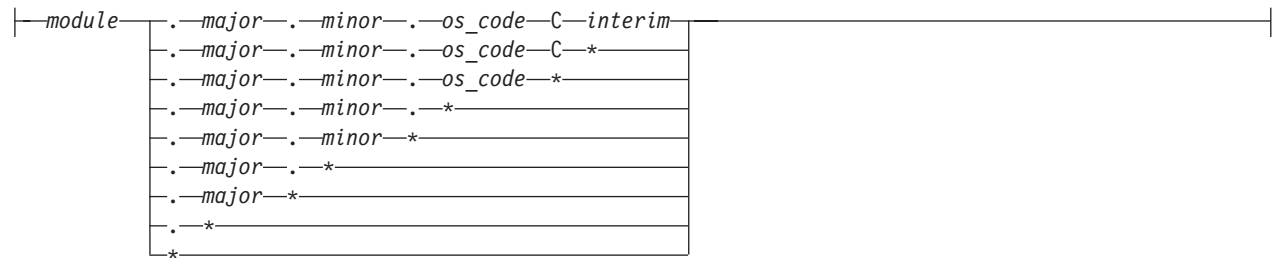 module . major . minor . os_code C interim
. major . minor . os_code C *
. major . minor . os_code *
. major . minor . *
. major . minor *
. major . *
. major *
. *
*